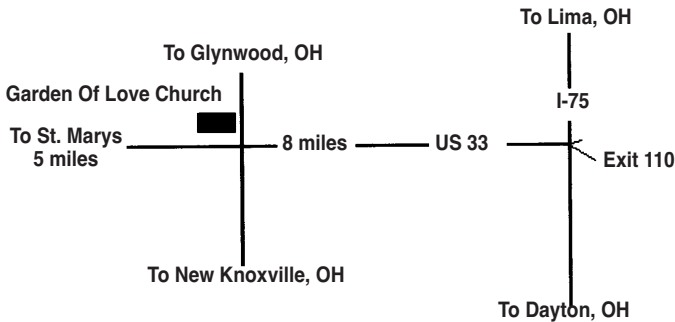 To Lima, OH
To Glynwood, OH
Garden Of Love Church
I-75
To St. Marys
5 miles
8 miles
US 33
Exit 110
To New Knoxville, OH
To Dayton, OH